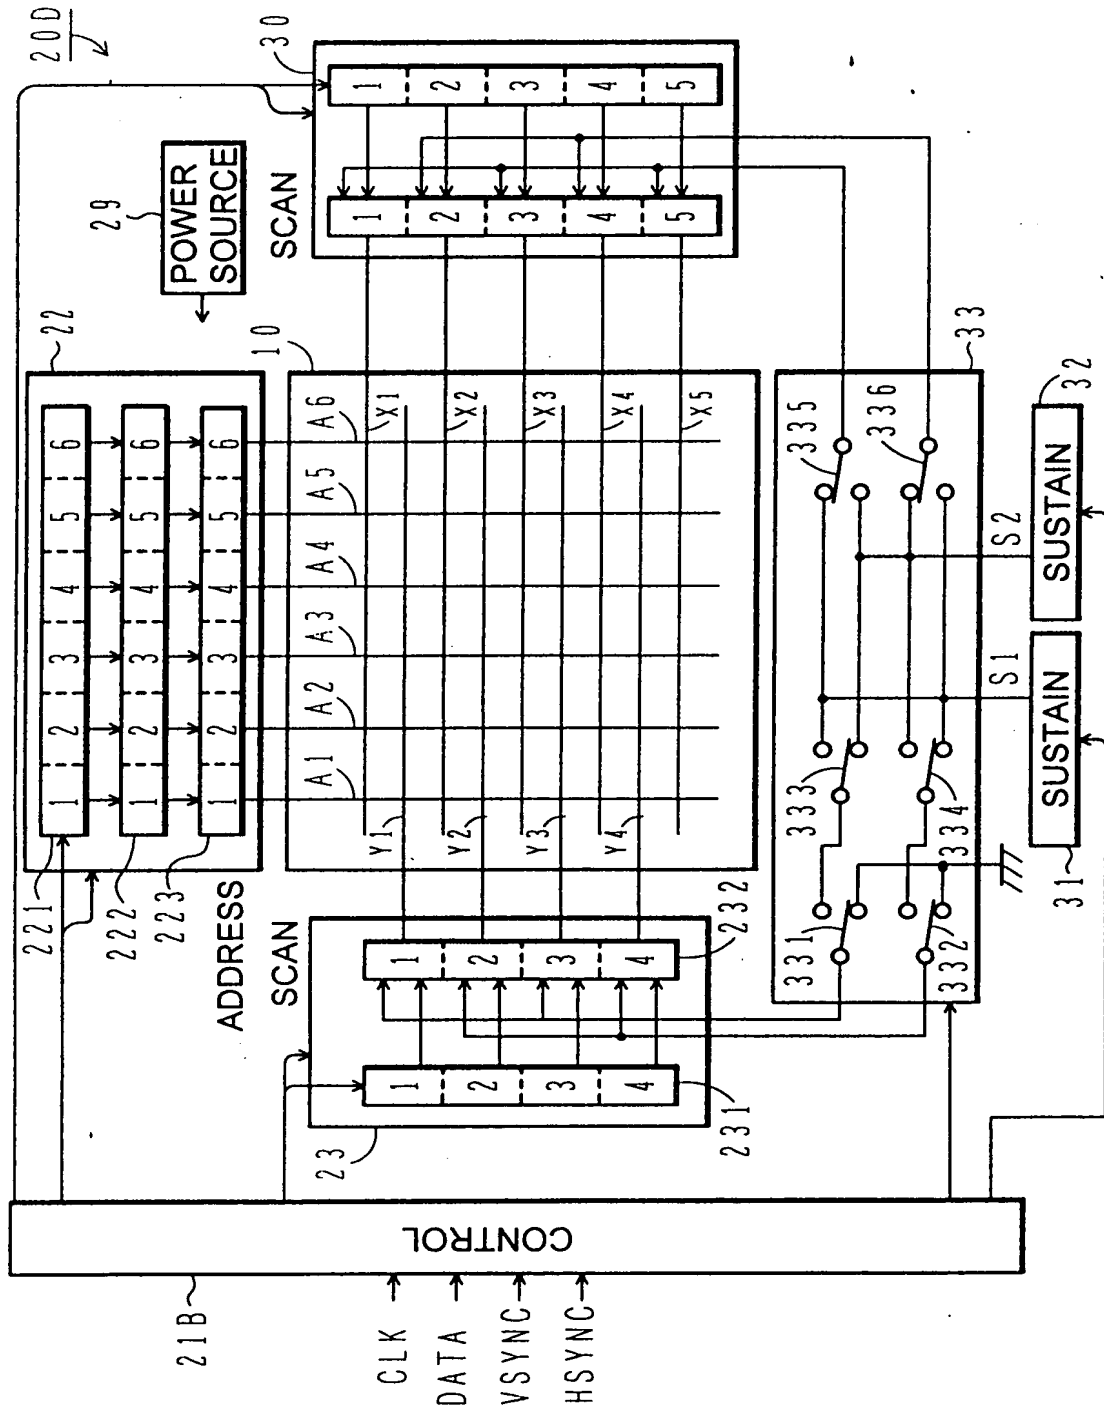 20D
29
POWER SOURCE
22
221
1 2 3 4 5 6
222
1 2 3 4 5 6
223
1 2 3 4 5 6
ADDRESS
30
SCAN
1 2 3 4 5
1 2 3 4 5
10
A1 A2 A3 A4 A5 A6
X1
Y1
X2
Y2
X3
Y3
X4
Y4
X5
SCAN
23
231
1 2 3 4
232
1 2 3 4
33
331
332
333
334
335
336
S1
S2
31
SUSTAIN
32
SUSTAIN
21B
CONTROL
CLK
DATA
VSYNC
HSYNC